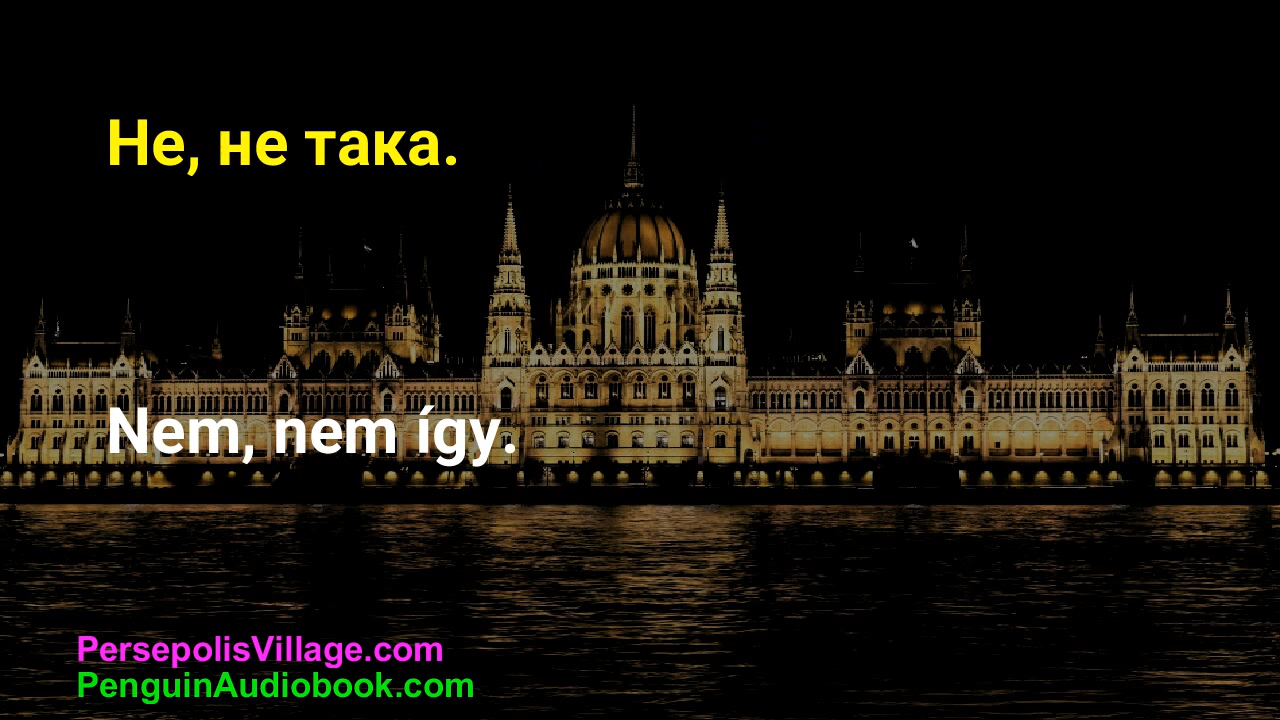 Не, не така.
Nem, nem így.
PersepolisVillage.com
PenguinAudiobook.com